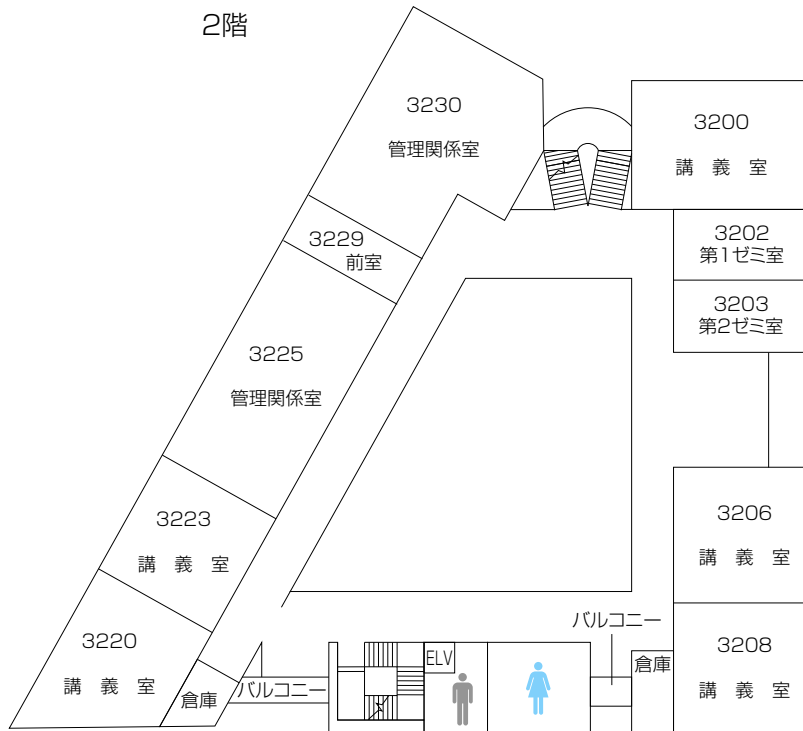 2階
3230
管理関係室
3200
講 義 室
3229
前室
3202
第1ゼミ室
3203
第2ゼミ室
3225
管理関係室
3223
講 義 室
3206
講 義 室
3220
講 義 室
倉庫
バルコニー
ELV
バルコニー
倉庫
3208
講 義 室